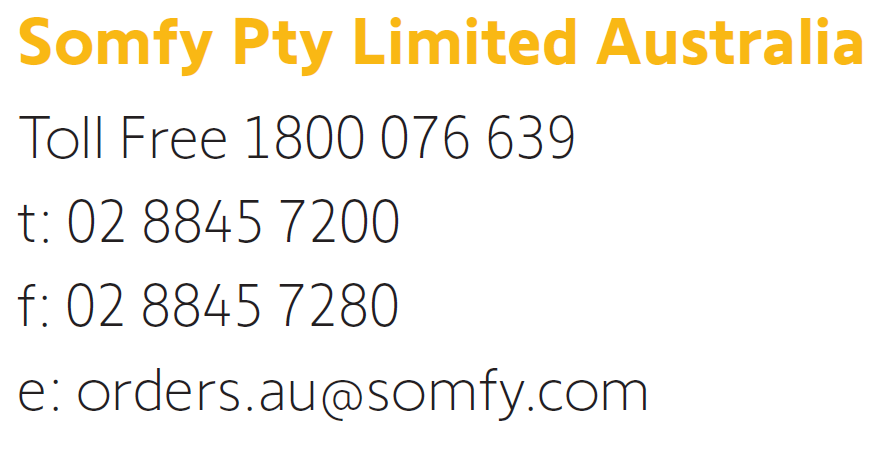 Somfy Pty Limited Australia
Toll Free 1800 076 639
t: 02 8845 7200
f: 02 8845 7280
e: orders.au@somfy.com